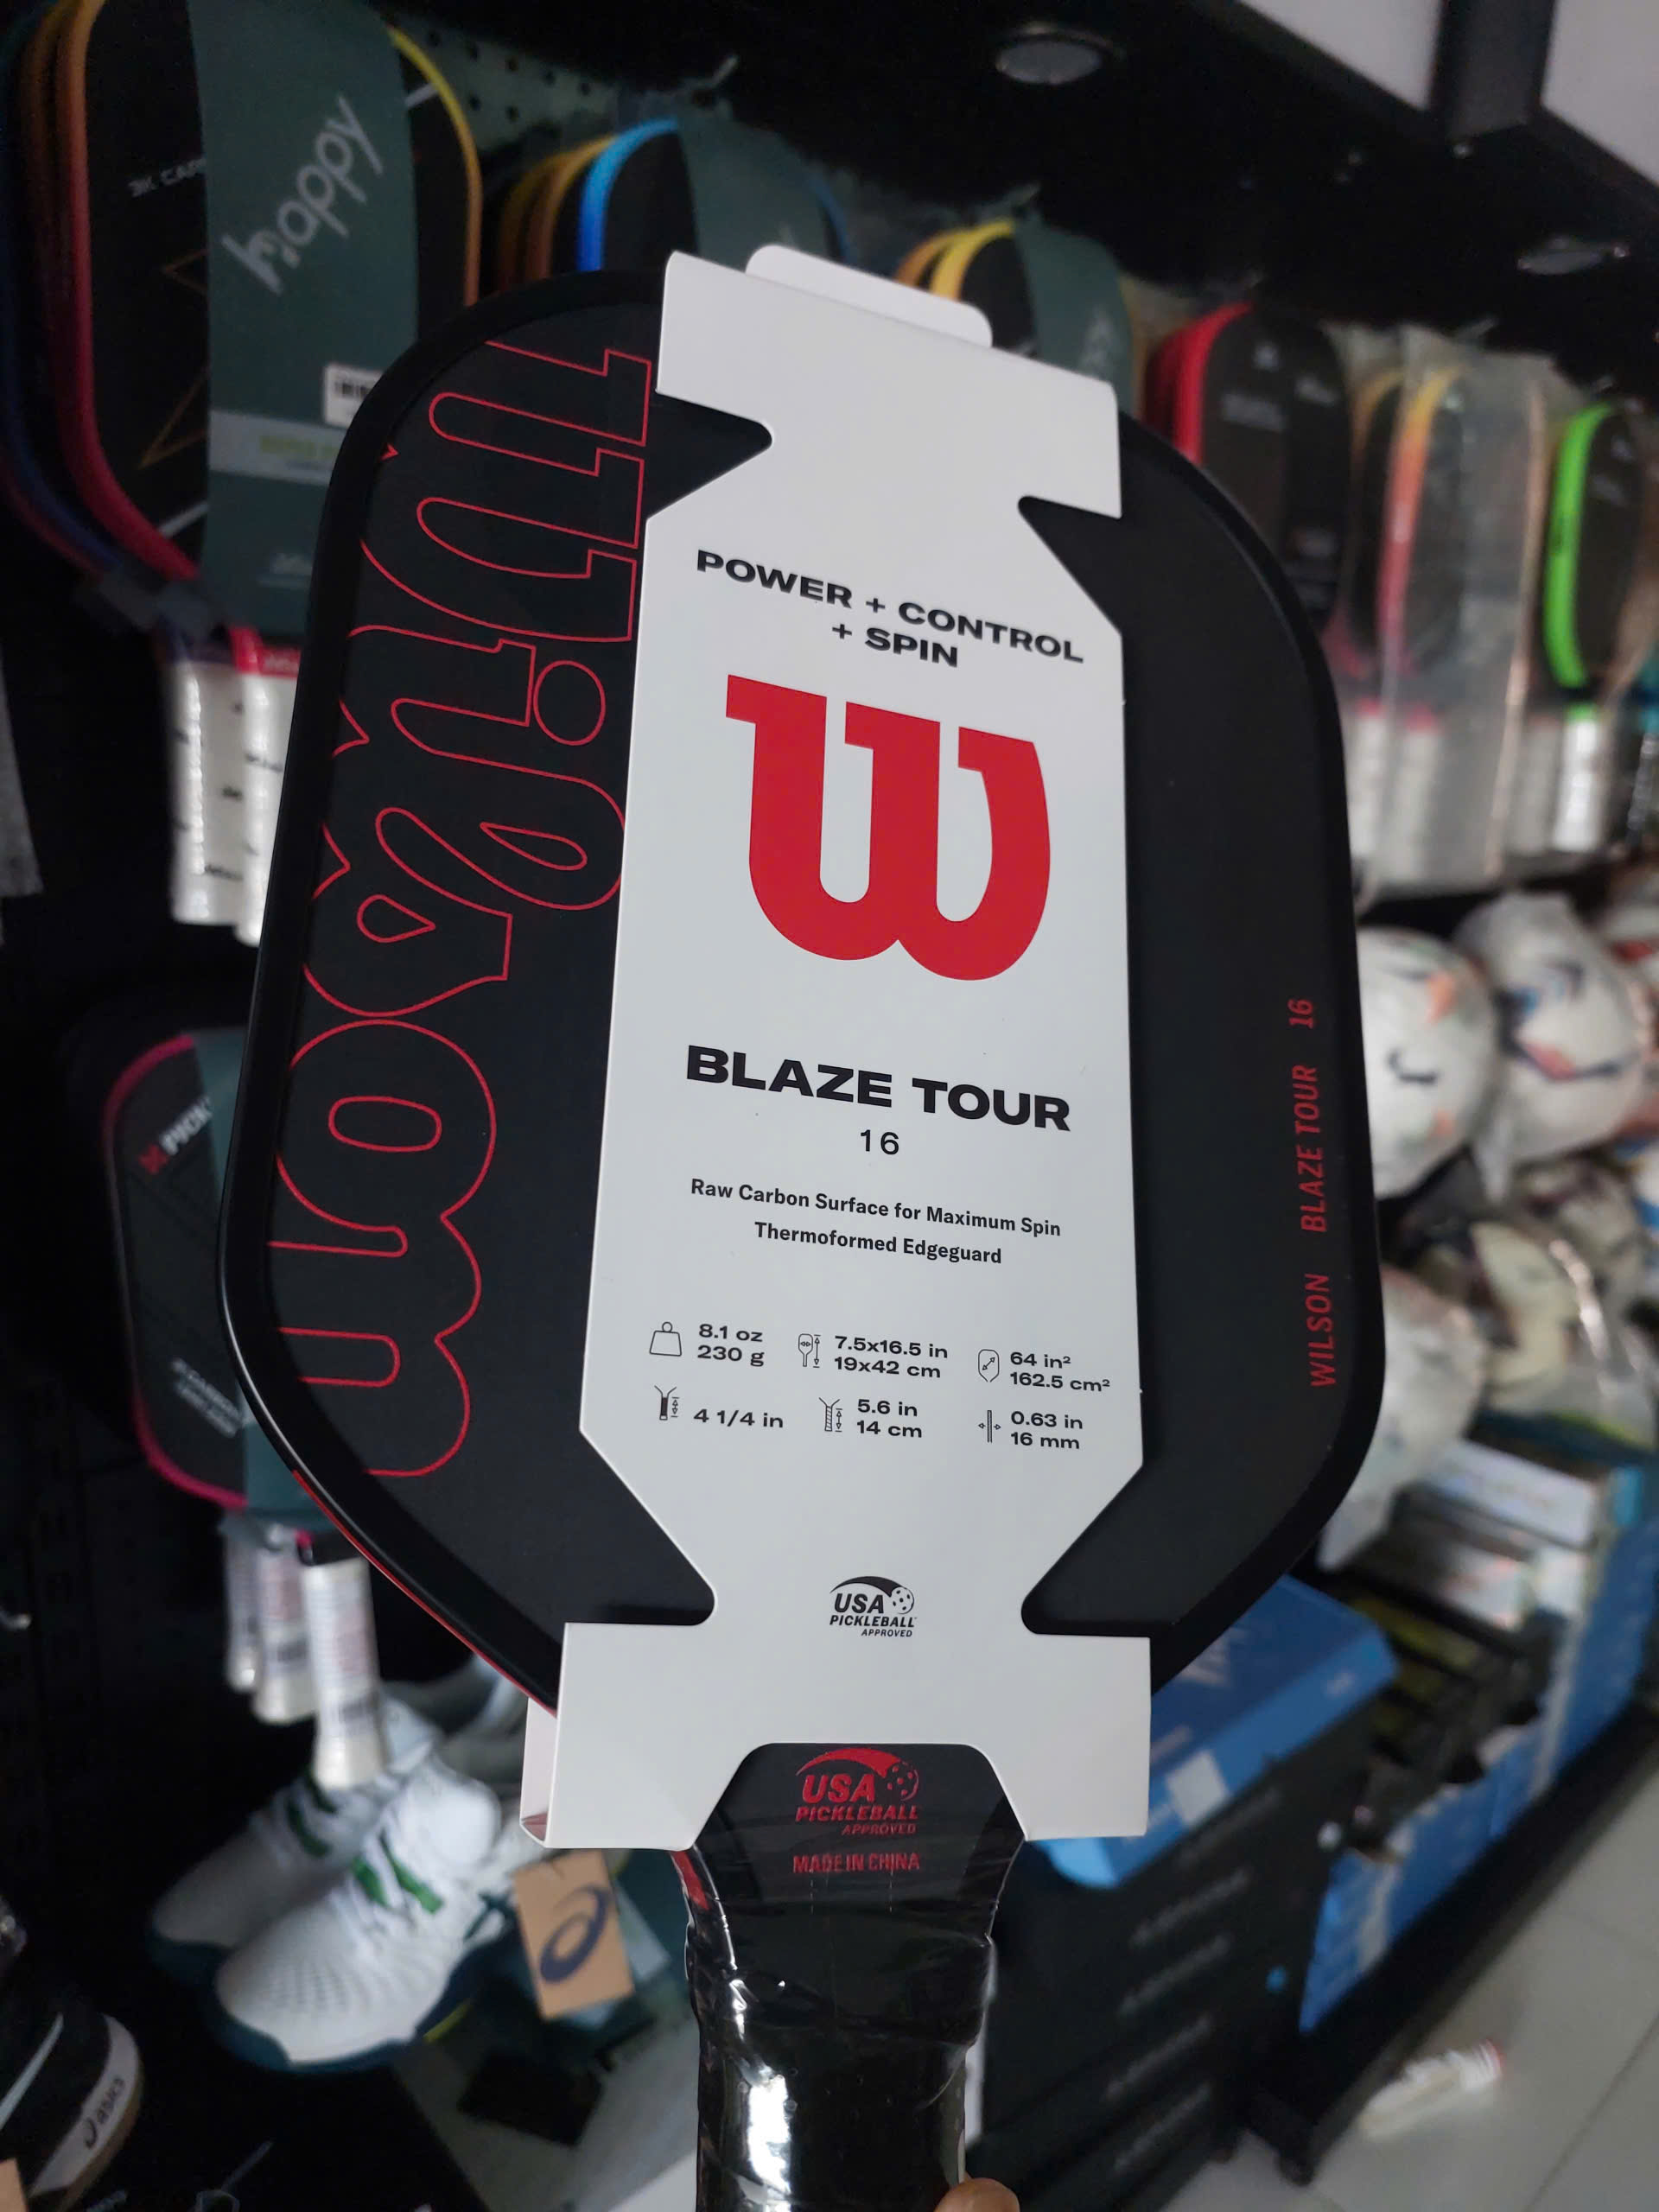 happy
3K CAR
POWER + CONTROL
+ SPIN
W
Wilson
BLAZE TOUR
16
Raw Carbon Surface for Maximum Spin
Thermoformed Edgeguard
8.1 oz
230 g
7.5x16.5 in
19x42 cm
64 in²
162.5 cm²
4 1/4 in
5.6 in
14 cm
0.63 in
16 mm
WILSON BLAZE TOUR 16
USA
PICKLEBALL
APPROVED
USA
PICKLEBALL
APPROVED
MADE IN CHINA
asics